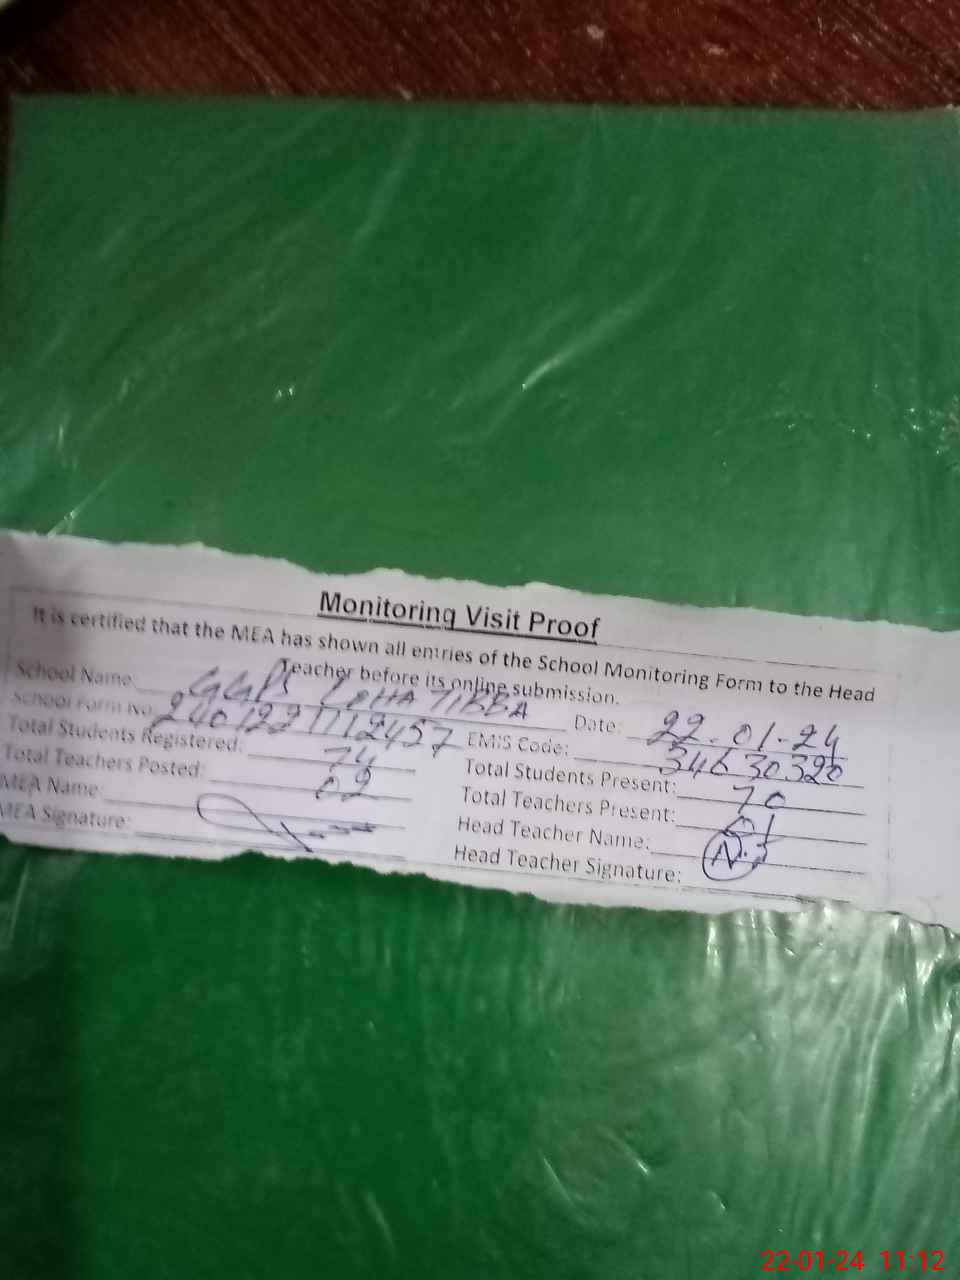 Monitoring Visit Proof
It is certified that the MEA has shown all entries of the School Monitoring Form to the Head
Teacher before its online submission.
School Name: GGPS LOHA TIBBA Date: 22.01.24
School Form No. 240122171712457 EMIS Code: 34630320
Total Students Registered: 74 Total Students Present: 70
Total Teachers Posted: 02 Total Teachers Present:
MEA Name: Head Teacher Name:
MEA Signature: Head Teacher Signature:
22-01-24 11:12